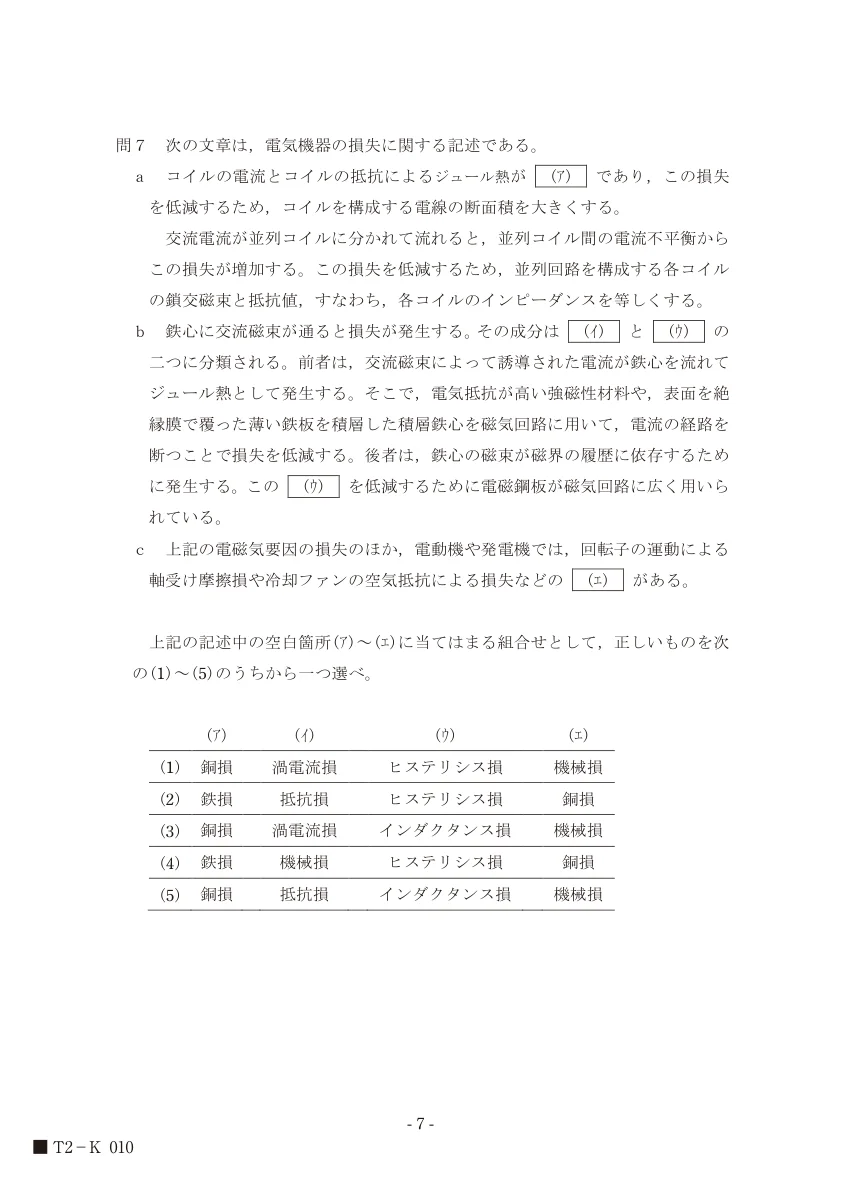 問７　次の文章は，電気機器の損失に関する記述である。
ａ　コイルの電流とコイルの抵抗によるジュール熱が (ｱ) であり，この損失
を低減するため，コイルを構成する電線の断面積を大きくする。
交流電流が並列コイルに分かれて流れると，並列コイル間の電流不平衡から
この損失が増加する。この損失を低減するため，並列回路を構成する各コイル
の鎖交磁束と抵抗値，すなわち，各コイルのインピーダンスを等しくする。
ｂ　鉄心に交流磁束が通ると損失が発生する。その成分は (ｲ) と (ｳ) の
二つに分類される。前者は，交流磁束によって誘導された電流が鉄心を流れて
ジュール熱として発生する。そこで，電気抵抗が高い強磁性材料や，表面を絶
縁膜で覆った薄い鉄板を積層した積層鉄心を磁気回路に用いて，電流の経路を
断つことで損失を低減する。後者は，鉄心の磁束が磁界の履歴に依存するため
に発生する。この (ｳ) を低減するために電磁鋼板が磁気回路に広く用いら
れている。
ｃ　上記の電磁気要因の損失のほか，電動機や発電機では，回転子の運動による
軸受け摩擦損や冷却ファンの空気抵抗による損失などの (ｴ) がある。
上記の記述中の空白箇所(ｱ)～(ｴ)に当てはまる組合せとして，正しいものを次
の(1)～(5)のうちから一つ選べ。
(ｱ)　(ｲ)　(ｳ)　(ｴ)
(1)　銅損　渦電流損　ヒステリシス損　機械損
(2)　鉄損　抵抗損　ヒステリシス損　銅損
(3)　銅損　渦電流損　インダクタンス損　機械損
(4)　鉄損　機械損　ヒステリシス損　銅損
(5)　銅損　抵抗損　インダクタンス損　機械損
- 7 -
■ T2－K 010